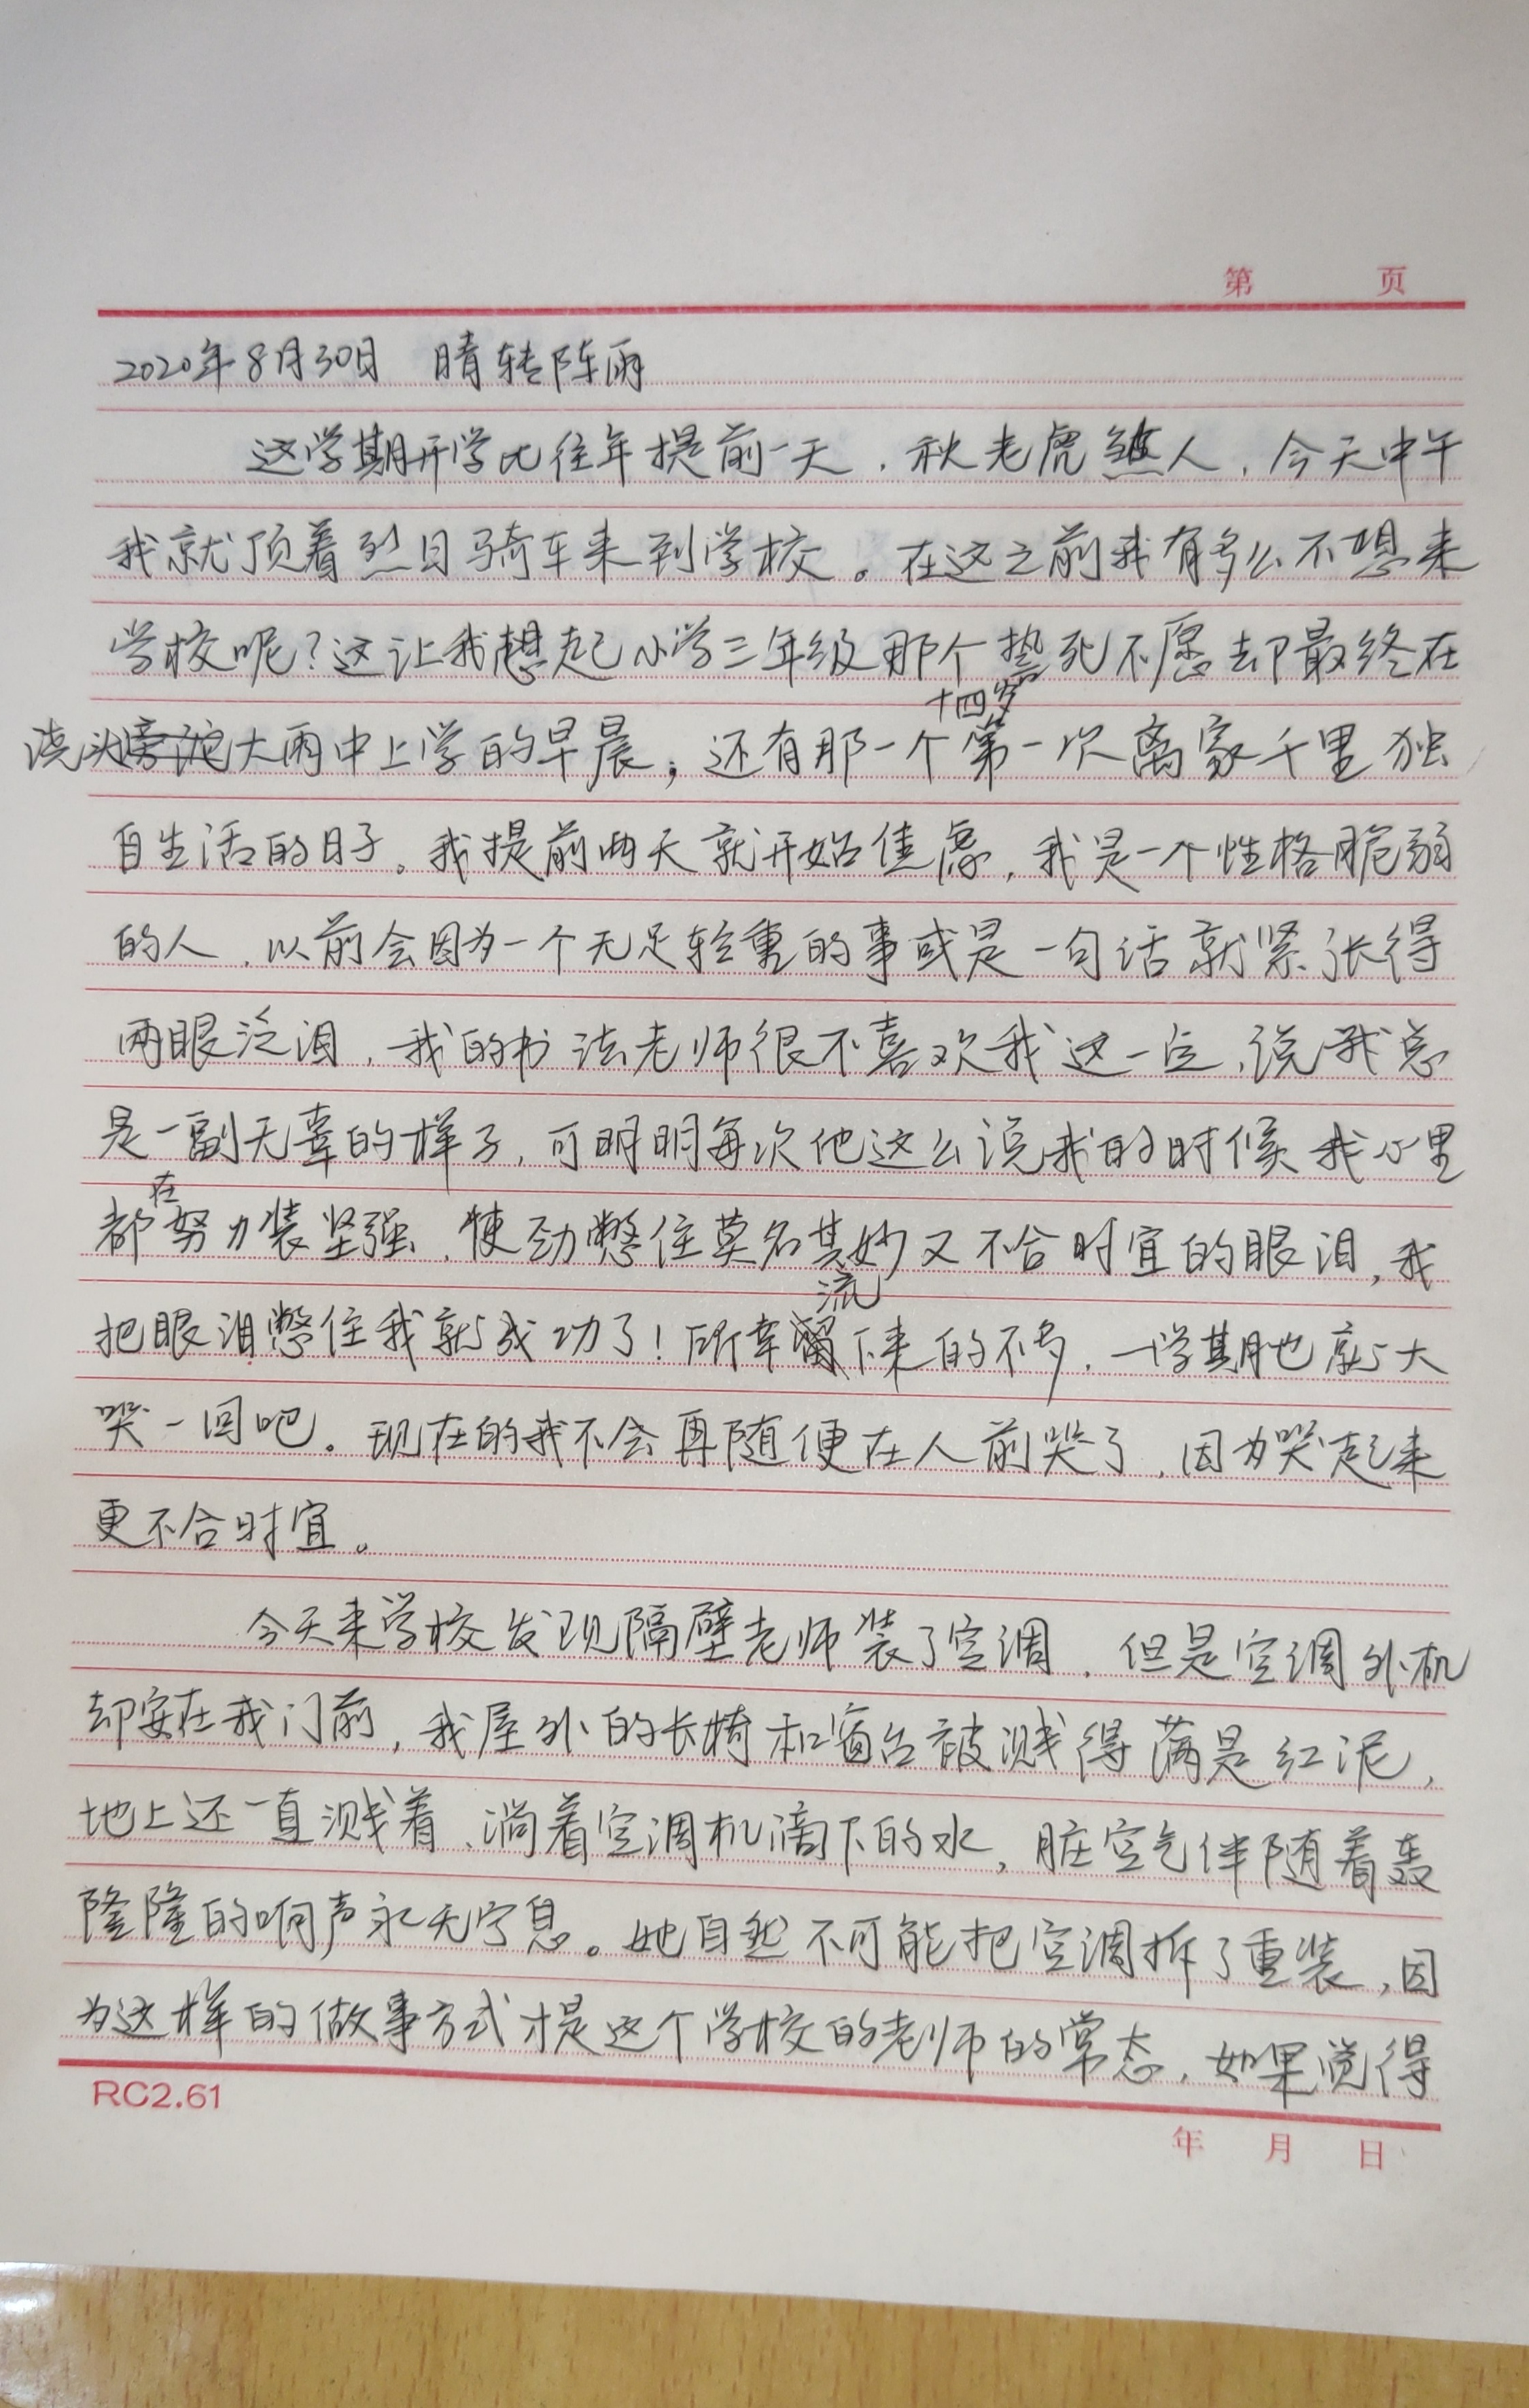 第 页
2020年8月30日 晴转阵雨
这学期开学比往年提前一天，秋老虎 人，今天中午
我就顶着烈日骑车来到学校。在这之前我有多么不想来
学校呢？这让我想起小学三年级那个 死不愿却最终在
浇头大雨中上学的早晨；还有那一个十四岁第一次离家千里独
自生活的日子。我提前两天就开始焦虑，我是一个性格脆弱
的人，以前会因为一个无足轻重的事或是一句话就紧张得
两眼泛泪，我的书法老师很不喜欢我这一点，说我总
是一副无辜的样子，可明明每次他这么说我的时候我心里
都在努力装坚强，使劲憋住莫名其妙又不合时宜的眼泪，我
把眼泪憋住我就成功了！所幸流下来的不多，一学期也就大
哭一回吧。现在的我不会再随便在人前哭了，因为哭起来
更不合时宜。
今天来学校发现隔壁老师装了空调，但是空调外机
却安在我门前，我屋外的长椅和窗台被溅得满是红泥，
地上还一直溅着、淌着空调机滴下的水，脏空气伴随着轰
隆隆的响声永无宁息。她自然不可能把空调拆了重装，因
为这样的做事方式才是这个学校的老师的常态，如果觉得
RC2.61
年 月 日